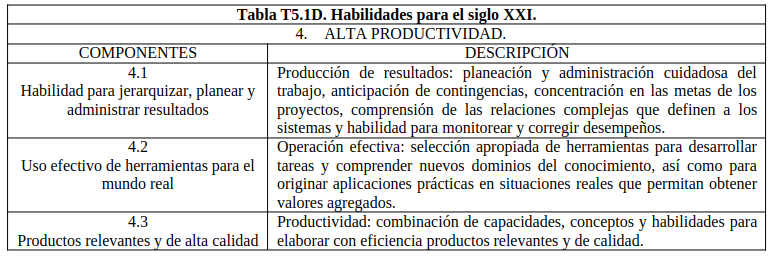 Tabla T5.1D. Habilidades para el siglo XXI.
4. ALTA PRODUCTIVIDAD.
COMPONENTES DESCRIPCIÓN
4.1
Habilidad para jerarquizar, planear y
administrar resultados
Producción de resultados: planeación y administración cuidadosa del
trabajo, anticipación de contingencias, concentración en las metas de los
proyectos, comprensión de las relaciones complejas que definen a los
sistemas y habilidad para monitorear y corregir desempeños.
4.2
Uso efectivo de herramientas para el
mundo real
Operación efectiva: selección apropiada de herramientas para desarrollar
tareas y comprender nuevos dominios del conocimiento, así como para
originar aplicaciones prácticas en situaciones reales que permitan obtener
valores agregados.
4.3
Productos relevantes y de alta calidad
Productividad: combinación de capacidades, conceptos y habilidades para
elaborar con eficiencia productos relevantes y de calidad.